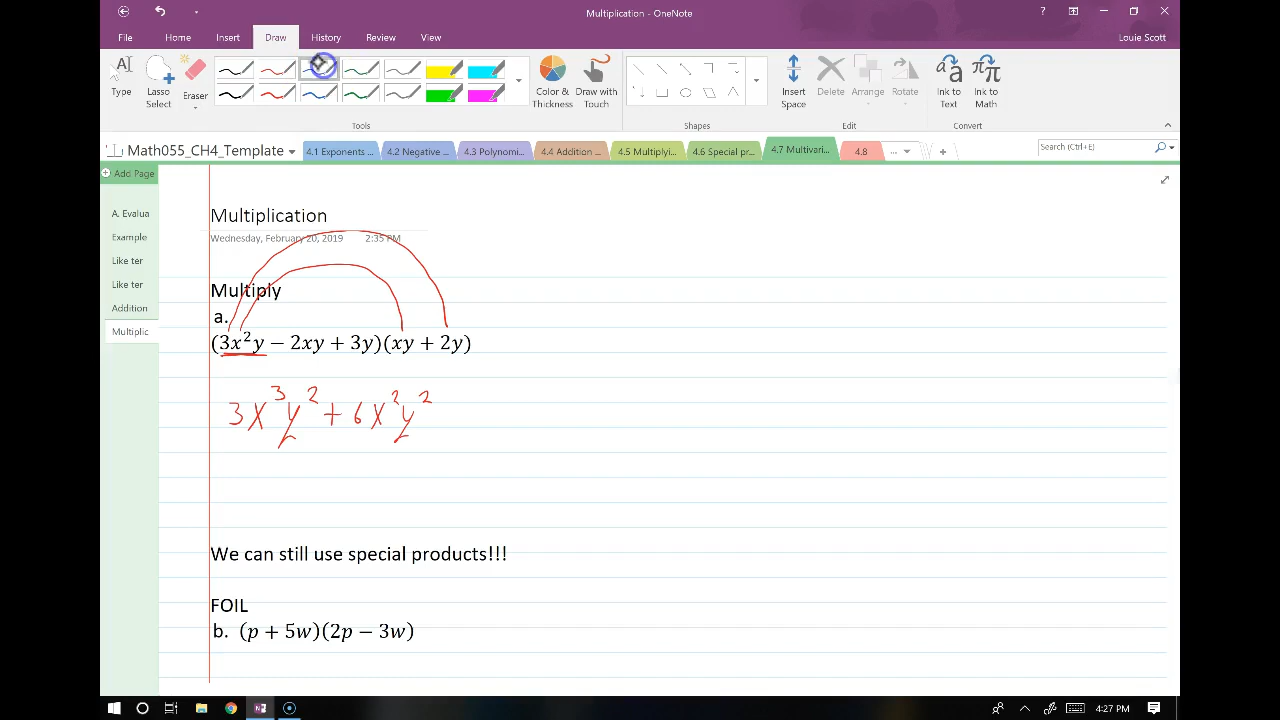 Multiplication - OneNote
?
File Home Insert Draw History Review View Louie Scott
Type Lasso Select Eraser Color & Thickness Draw with Touch Insert Space Delete Arrange Rotate Ink to Text Ink to Math
Tools Shapes Edit Convert
Math055_CH4_Template 4.1 Exponents ... 4.2 Negative ... 4.3 Polynomi... 4.4 Addition ... 4.5 Multiplyi... 4.6 Special pr... 4.7 Multivari... 4.8 ... Search (Ctrl+E)
Add Page
A. Evalua
Example
Like ter
Like ter
Addition
Multiplic
Multiplication
Wednesday, February 20, 2019 2:35 PM
Multiply
a.
(3x²y − 2xy + 3y)(xy + 2y)
3x³y² + 6x²y²
We can still use special products!!!
FOIL
b. (p + 5w)(2p − 3w)
4:27 PM